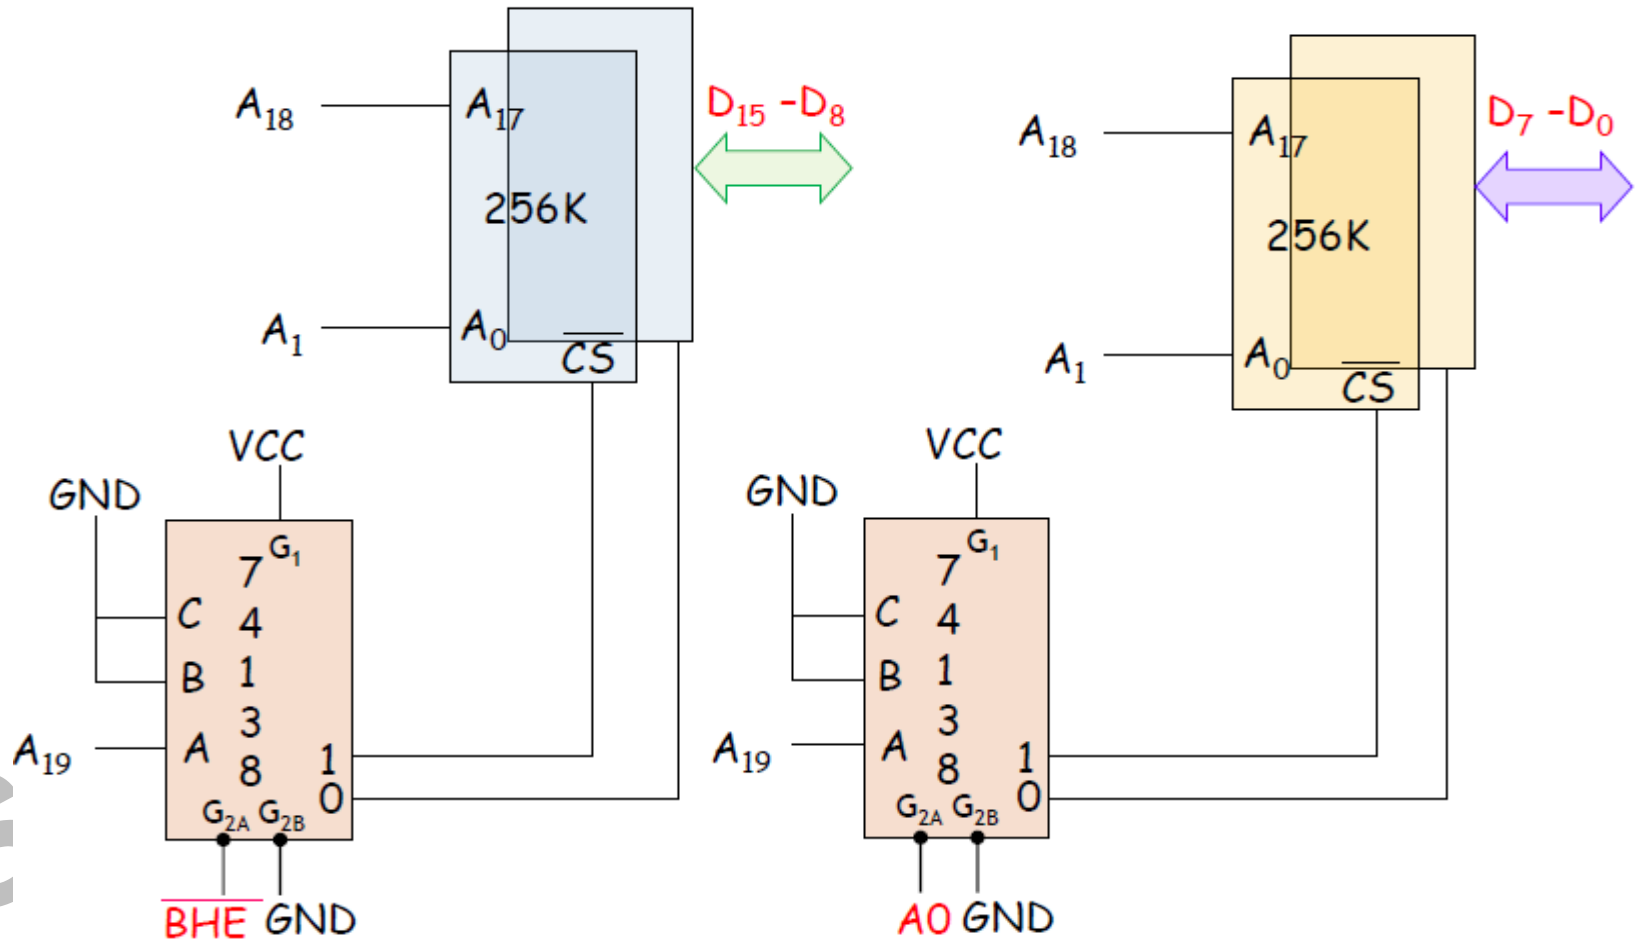 A18 A17 D15 -D8
256K
A1 A0
CS
VCC
GND
G1
7
C 4
B 1
3
A19 A 8 1
0
G2A G2B
BHE GND
A18 A17 D7 -D0
256K
A1 A0
CS
VCC
GND
G1
7
C 4
B 1
3
A19 A 8 1
0
G2A G2B
A0 GND